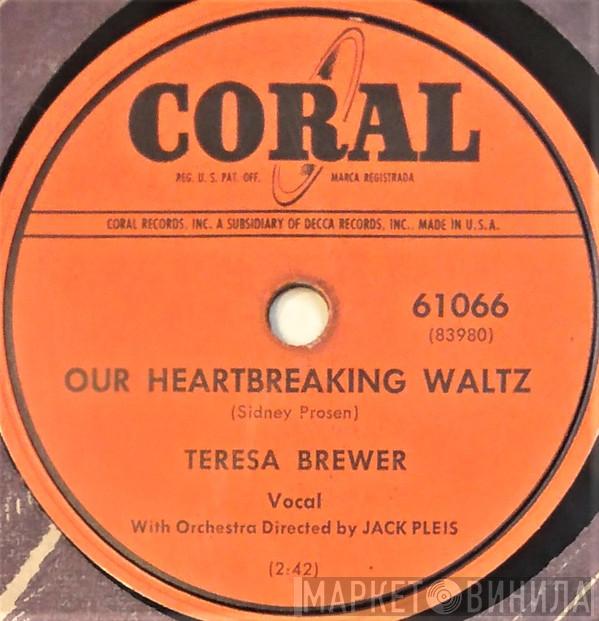 CORAL
REG. U. S. PAT. OFF. MARCA REGISTRADA
CORAL RECORDS, INC. A SUBSIDIARY OF DECCA RECORDS, INC., MADE IN U.S.A.
61066
(83980)
OUR HEARTBREAKING WALTZ
(Sidney Prosen)
TERESA BREWER
Vocal
With Orchestra Directed by JACK PLEIS
(2:42)
МАРКЕТ ВИНИЛА